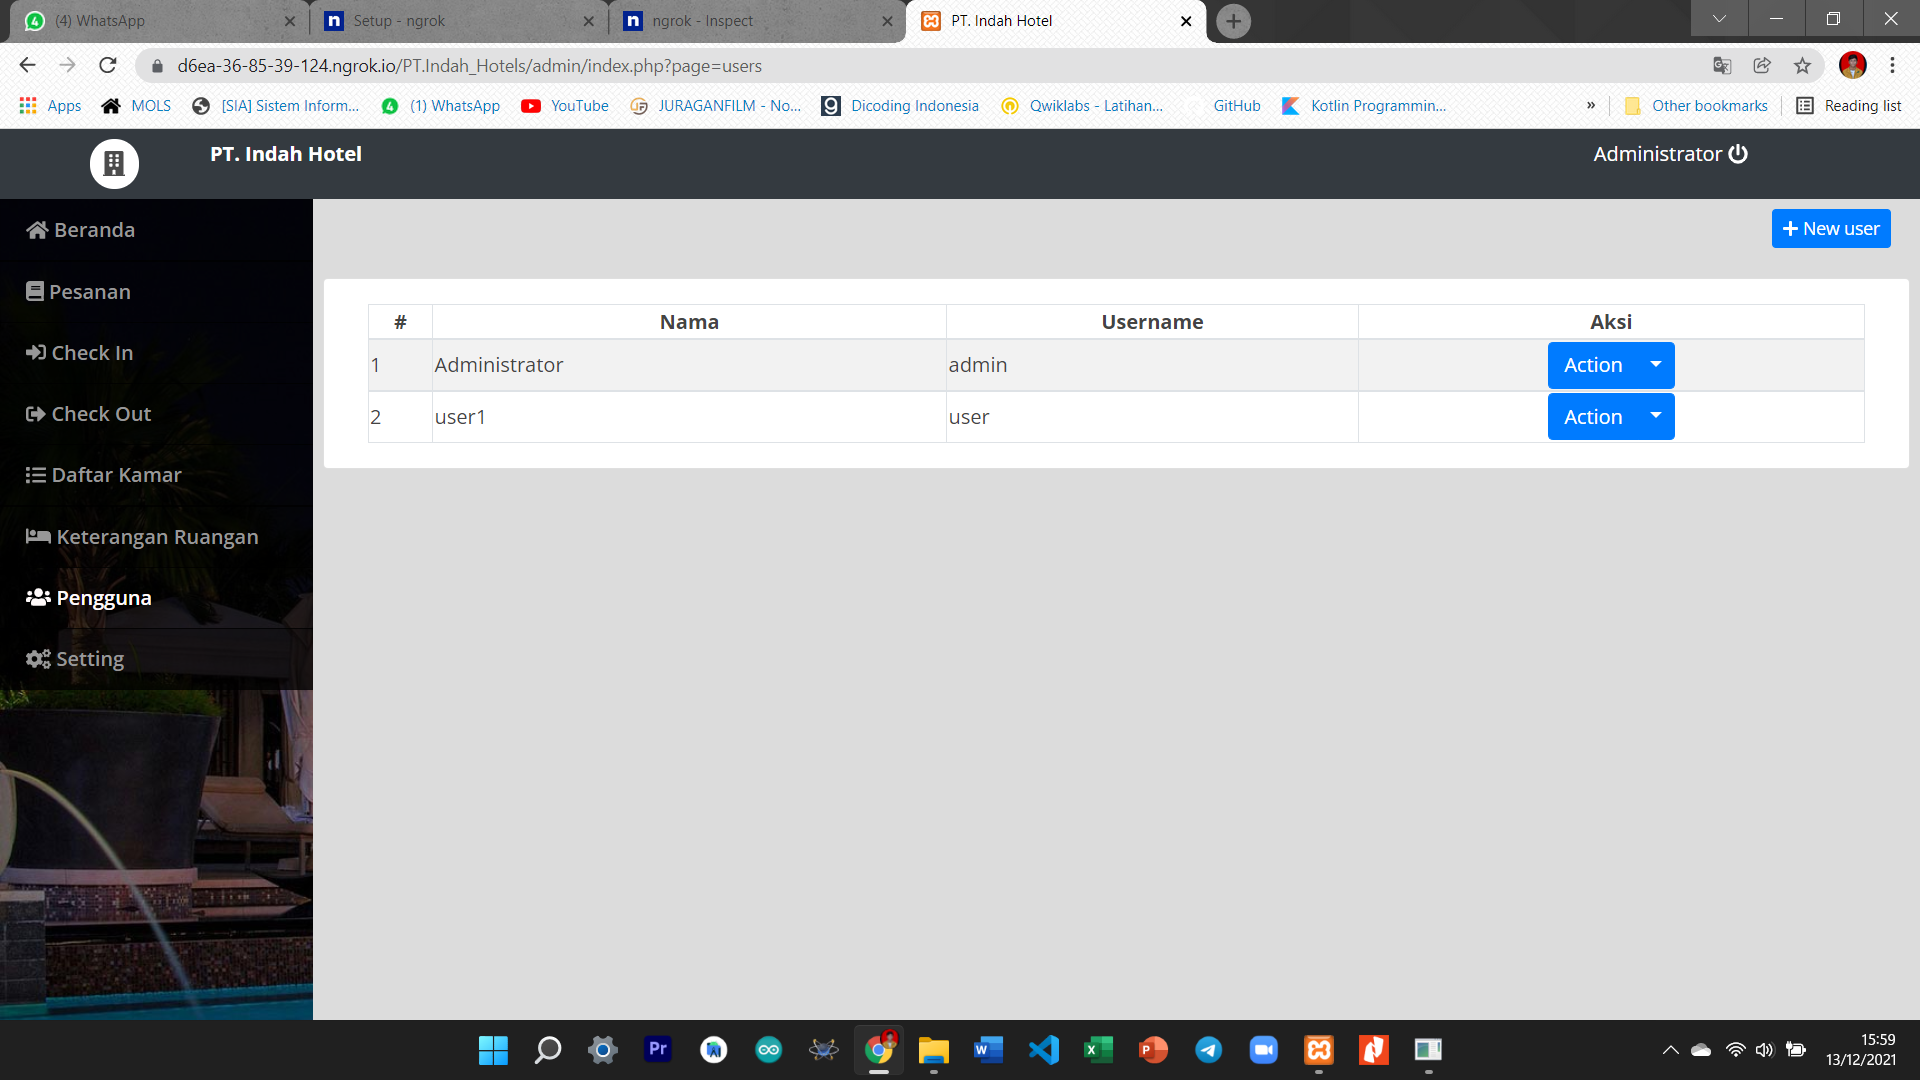 (4) WhatsApp
Setup - ngrok
ngrok - Inspect
PT. Indah Hotel
d6ea-36-85-39-124.ngrok.io/PT.Indah_Hotels/admin/index.php?page=users
Apps
MOLS
[SIA] Sistem Inform...
(1) WhatsApp
YouTube
JURAGANFILM - No...
Dicoding Indonesia
Qwiklabs - Latihan...
GitHub
Kotlin Programmin...
»
Other bookmarks
Reading list
PT. Indah Hotel
Administrator
Beranda
Pesanan
Check In
Check Out
Daftar Kamar
Keterangan Ruangan
Pengguna
Setting
+ New user
# Nama Username Aksi
1 Administrator admin Action
2 user1 user Action
Pr
15:59
13/12/2021